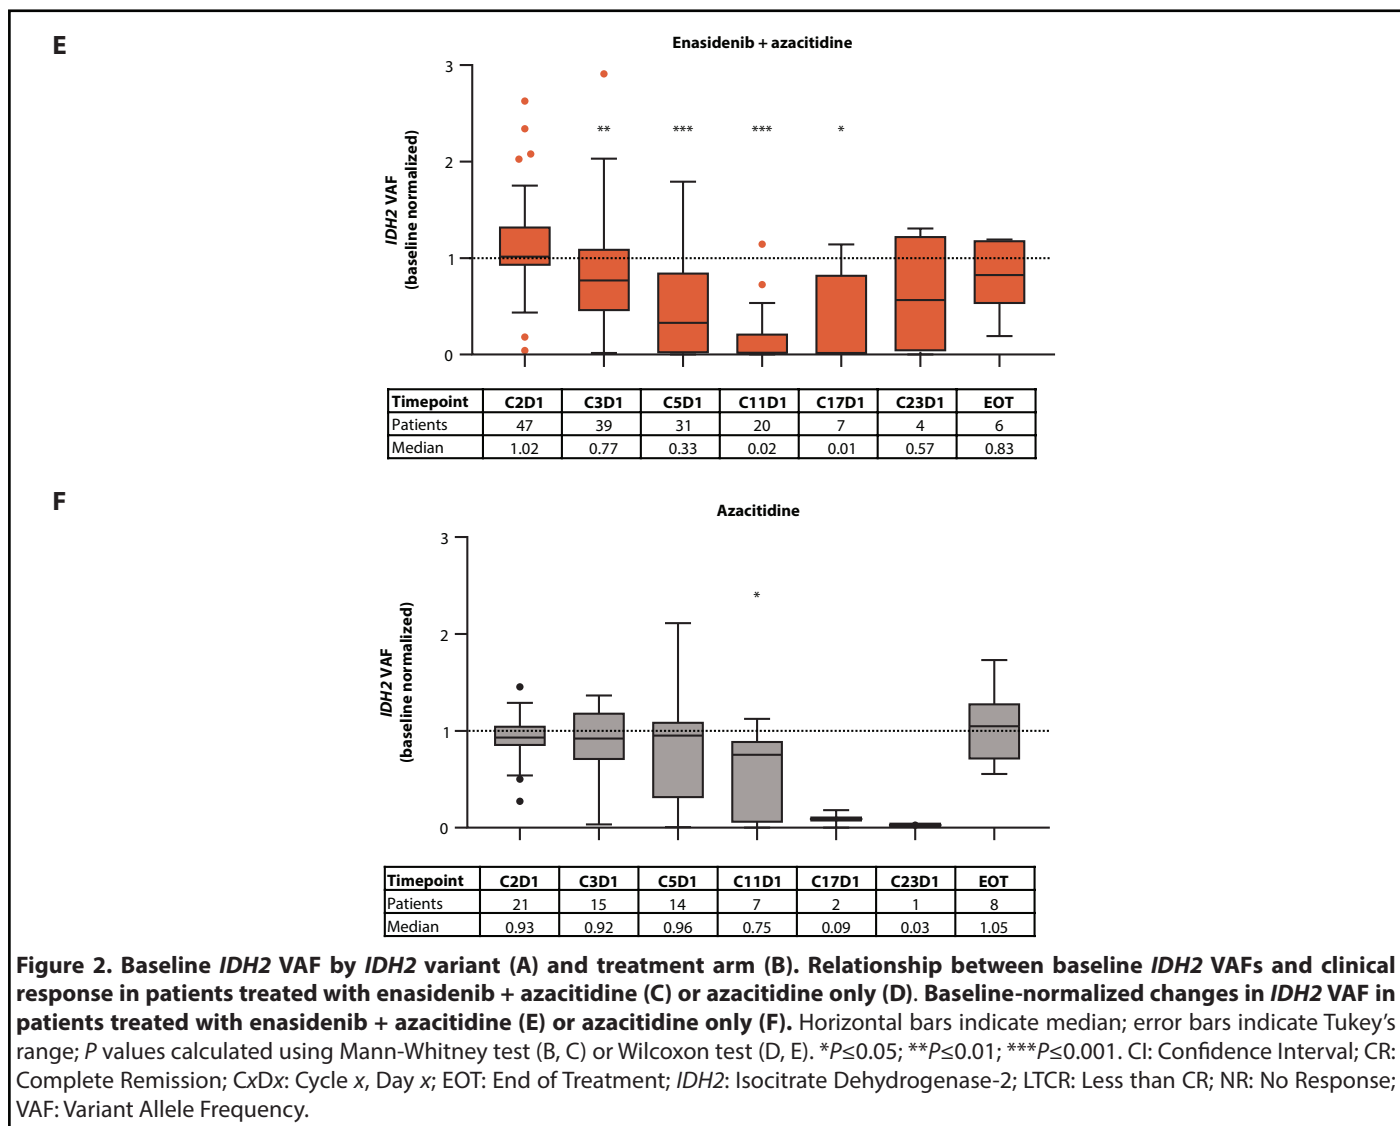 E
Enasidenib + azacitidine
IDH2 VAF
(baseline normalized)
3
2
1
0
** *** *** *
Timepoint C2D1 C3D1 C5D1 C11D1 C17D1 C23D1 EOT
Patients 47 39 31 20 7 4 6
Median 1.02 0.77 0.33 0.02 0.01 0.57 0.83
F
Azacitidine
IDH2 VAF
(baseline normalized)
3
2
1
0
*
Timepoint C2D1 C3D1 C5D1 C11D1 C17D1 C23D1 EOT
Patients 21 15 14 7 2 1 8
Median 0.93 0.92 0.96 0.75 0.09 0.03 1.05
Figure 2. Baseline IDH2 VAF by IDH2 variant (A) and treatment arm (B). Relationship between baseline IDH2 VAFs and clinical
response in patients treated with enasidenib + azacitidine (C) or azacitidine only (D). Baseline-normalized changes in IDH2 VAF in
patients treated with enasidenib + azacitidine (E) or azacitidine only (F). Horizontal bars indicate median; error bars indicate Tukey's
range; P values calculated using Mann-Whitney test (B, C) or Wilcoxon test (D, E). *P≤0.05; **P≤0.01; ***P≤0.001. CI: Confidence Interval; CR:
Complete Remission; CxDx: Cycle x, Day x; EOT: End of Treatment; IDH2: Isocitrate Dehydrogenase-2; LTCR: Less than CR; NR: No Response;
VAF: Variant Allele Frequency.